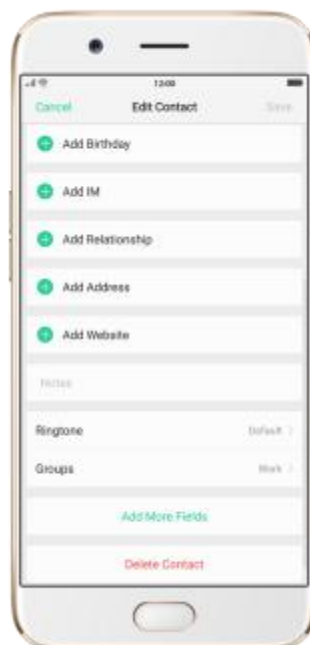 12:00
Cancel Edit Contact Save
Add Birthday
Add IM
Add Relationship
Add Address
Add Website
Notes
Ringtone Default
Groups Work
Add More Fields
Delete Contact